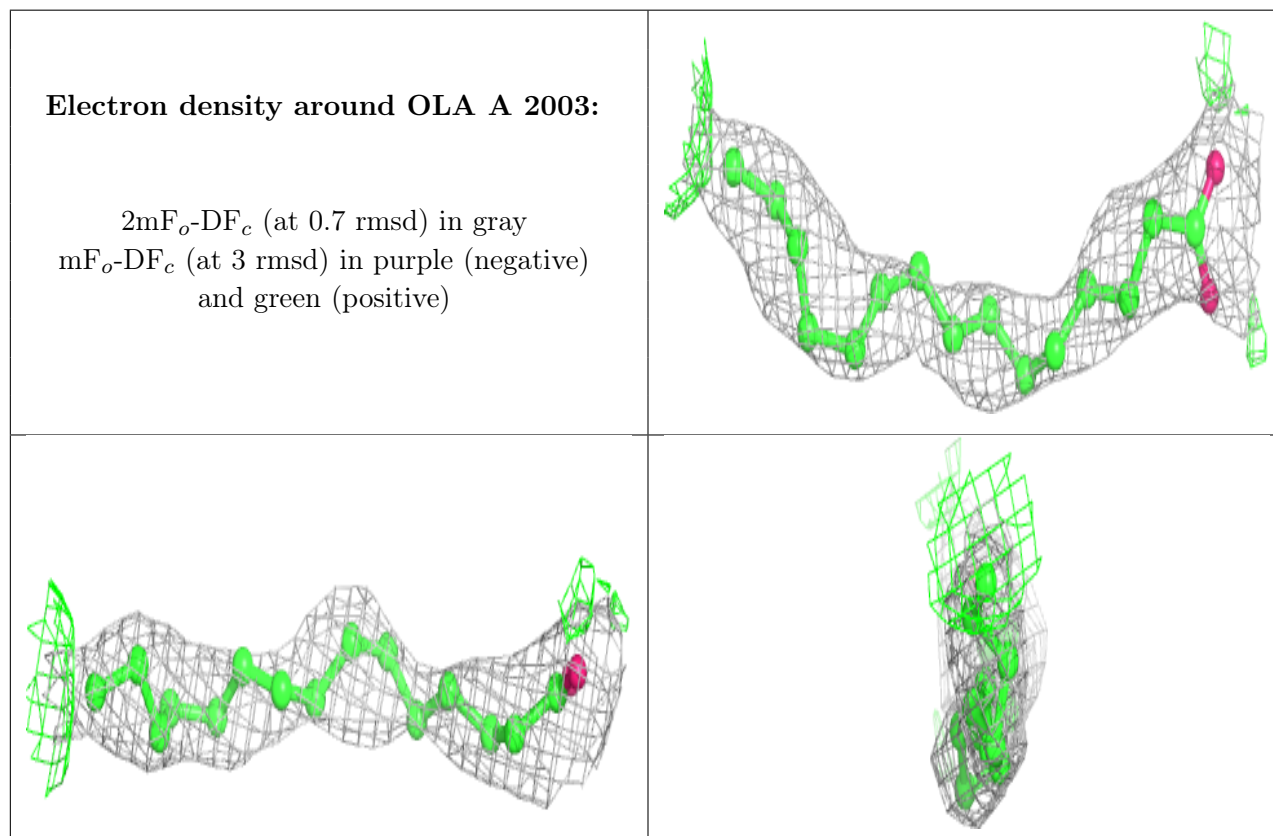 Electron density around OLA A 2003:
2mFo-DFc (at 0.7 rmsd) in gray
mFo-DFc (at 3 rmsd) in purple (negative)
and green (positive)